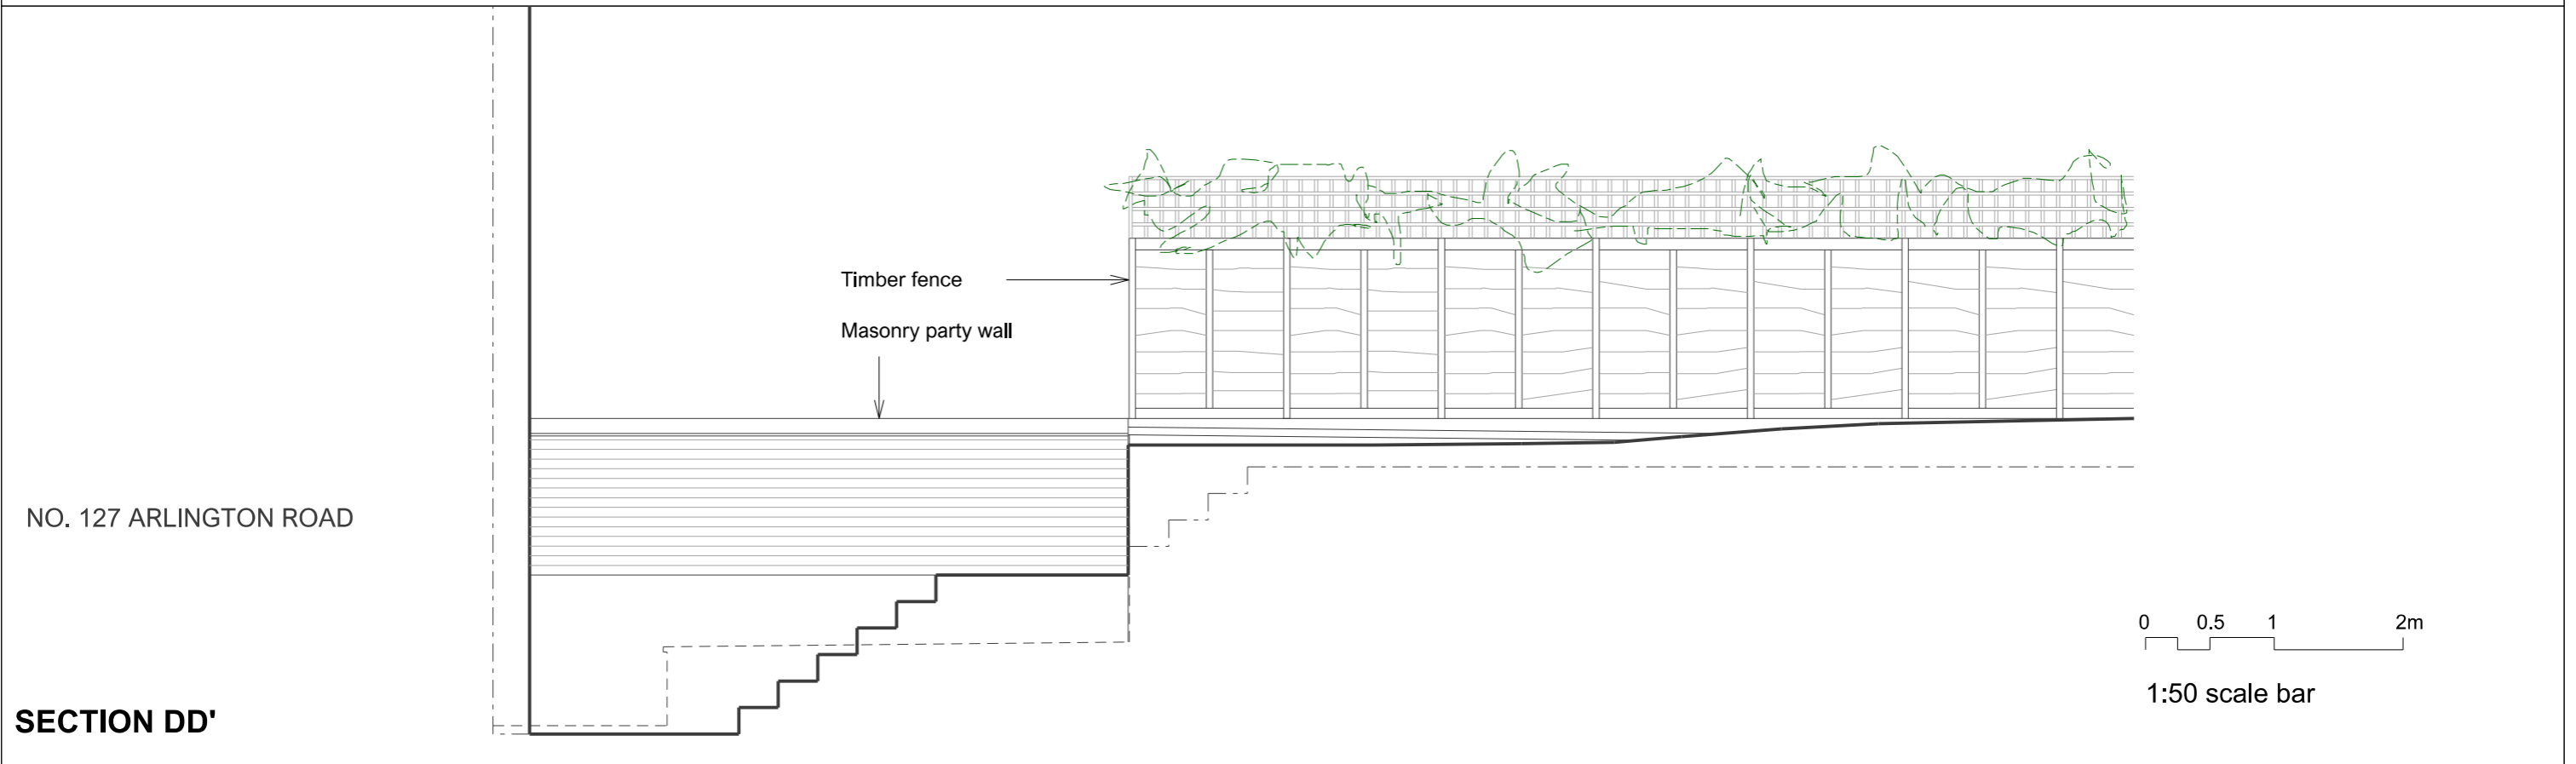 Timber fence
Masonry party wall
NO. 127 ARLINGTON ROAD
0 0.5 1 2m
1:50 scale bar
SECTION DD'